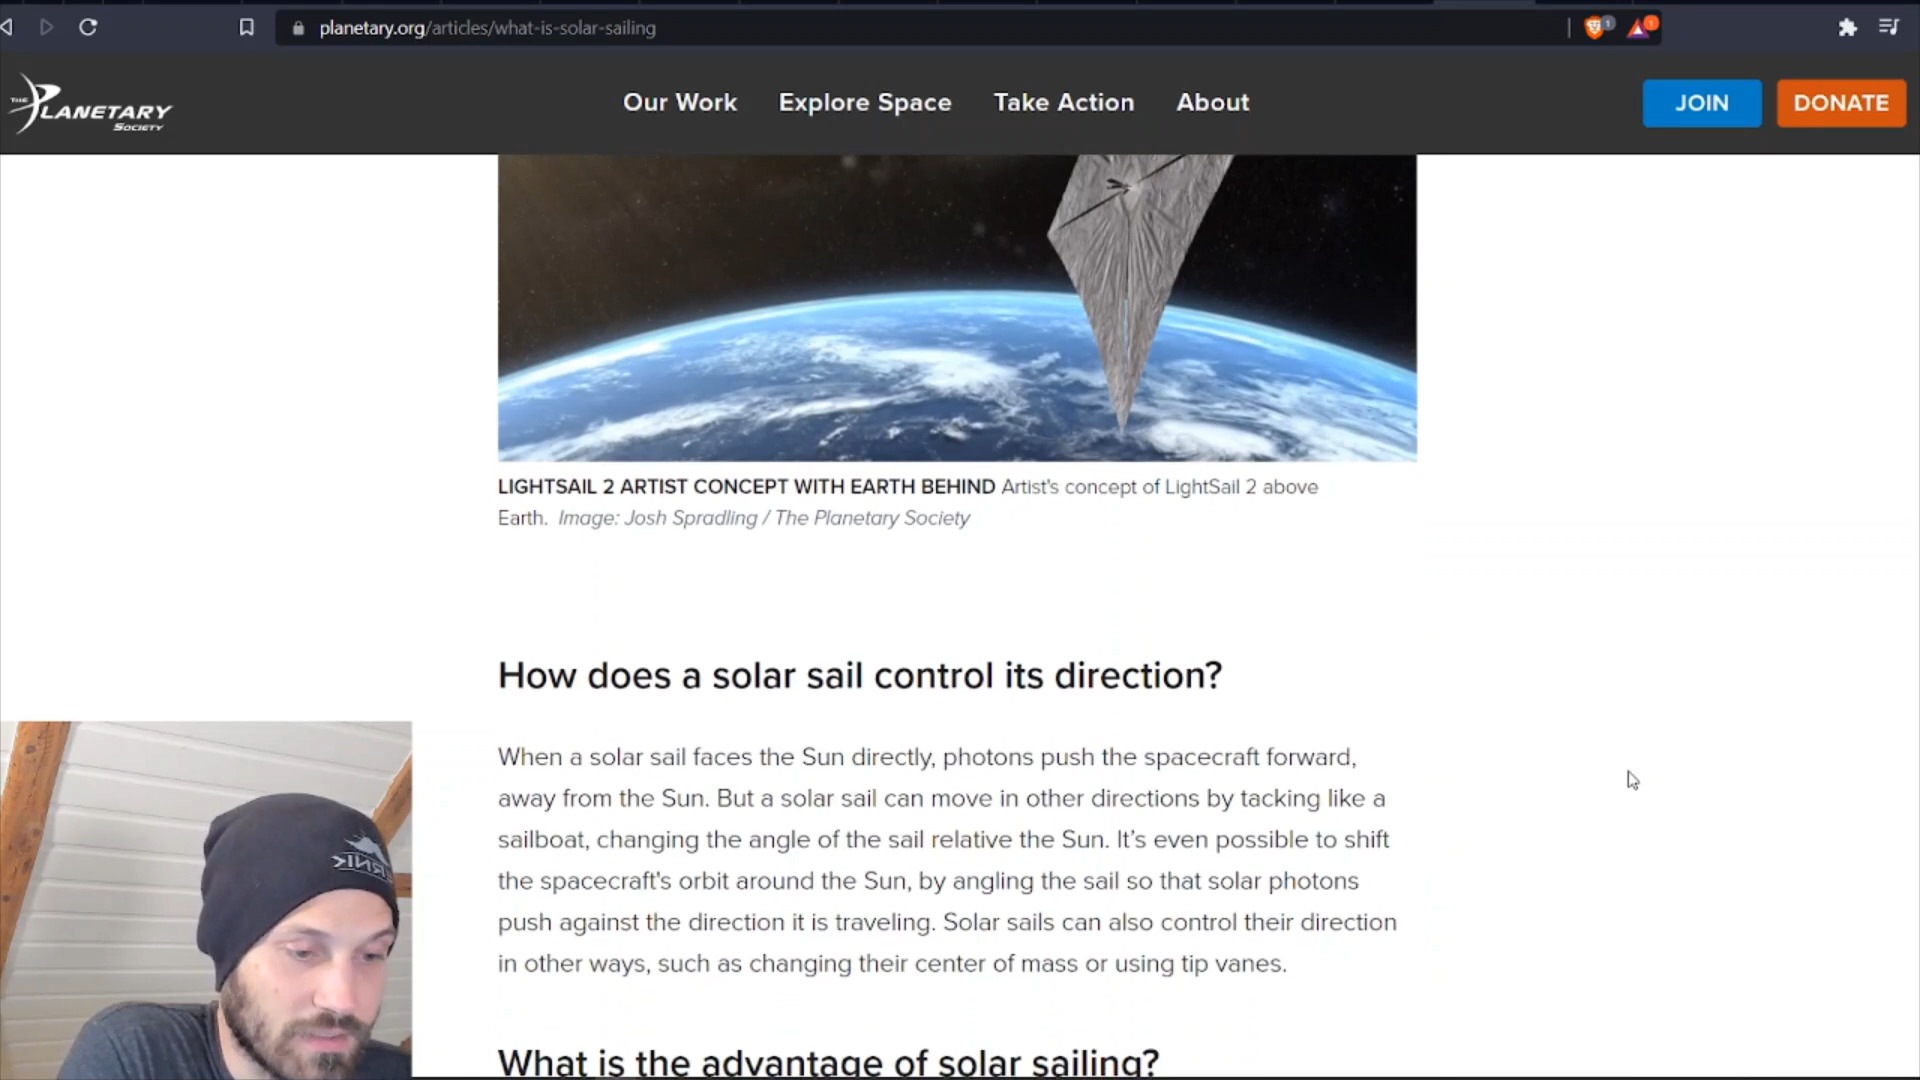 planetary.org/articles/what-is-solar-sailing
1
1
THE PLANETARY SOCIETY
Our Work
Explore Space
Take Action
About
JOIN
DONATE
LIGHTSAIL 2 ARTIST CONCEPT WITH EARTH BEHIND Artist's concept of LightSail 2 above
Earth. Image: Josh Spradling / The Planetary Society
How does a solar sail control its direction?
When a solar sail faces the Sun directly, photons push the spacecraft forward,
away from the Sun. But a solar sail can move in other directions by tacking like a
sailboat, changing the angle of the sail relative the Sun. It’s even possible to shift
the spacecraft's orbit around the Sun, by angling the sail so that solar photons
push against the direction it is traveling. Solar sails can also control their direction
in other ways, such as changing their center of mass or using tip vanes.
What is the advantage of solar sailing?